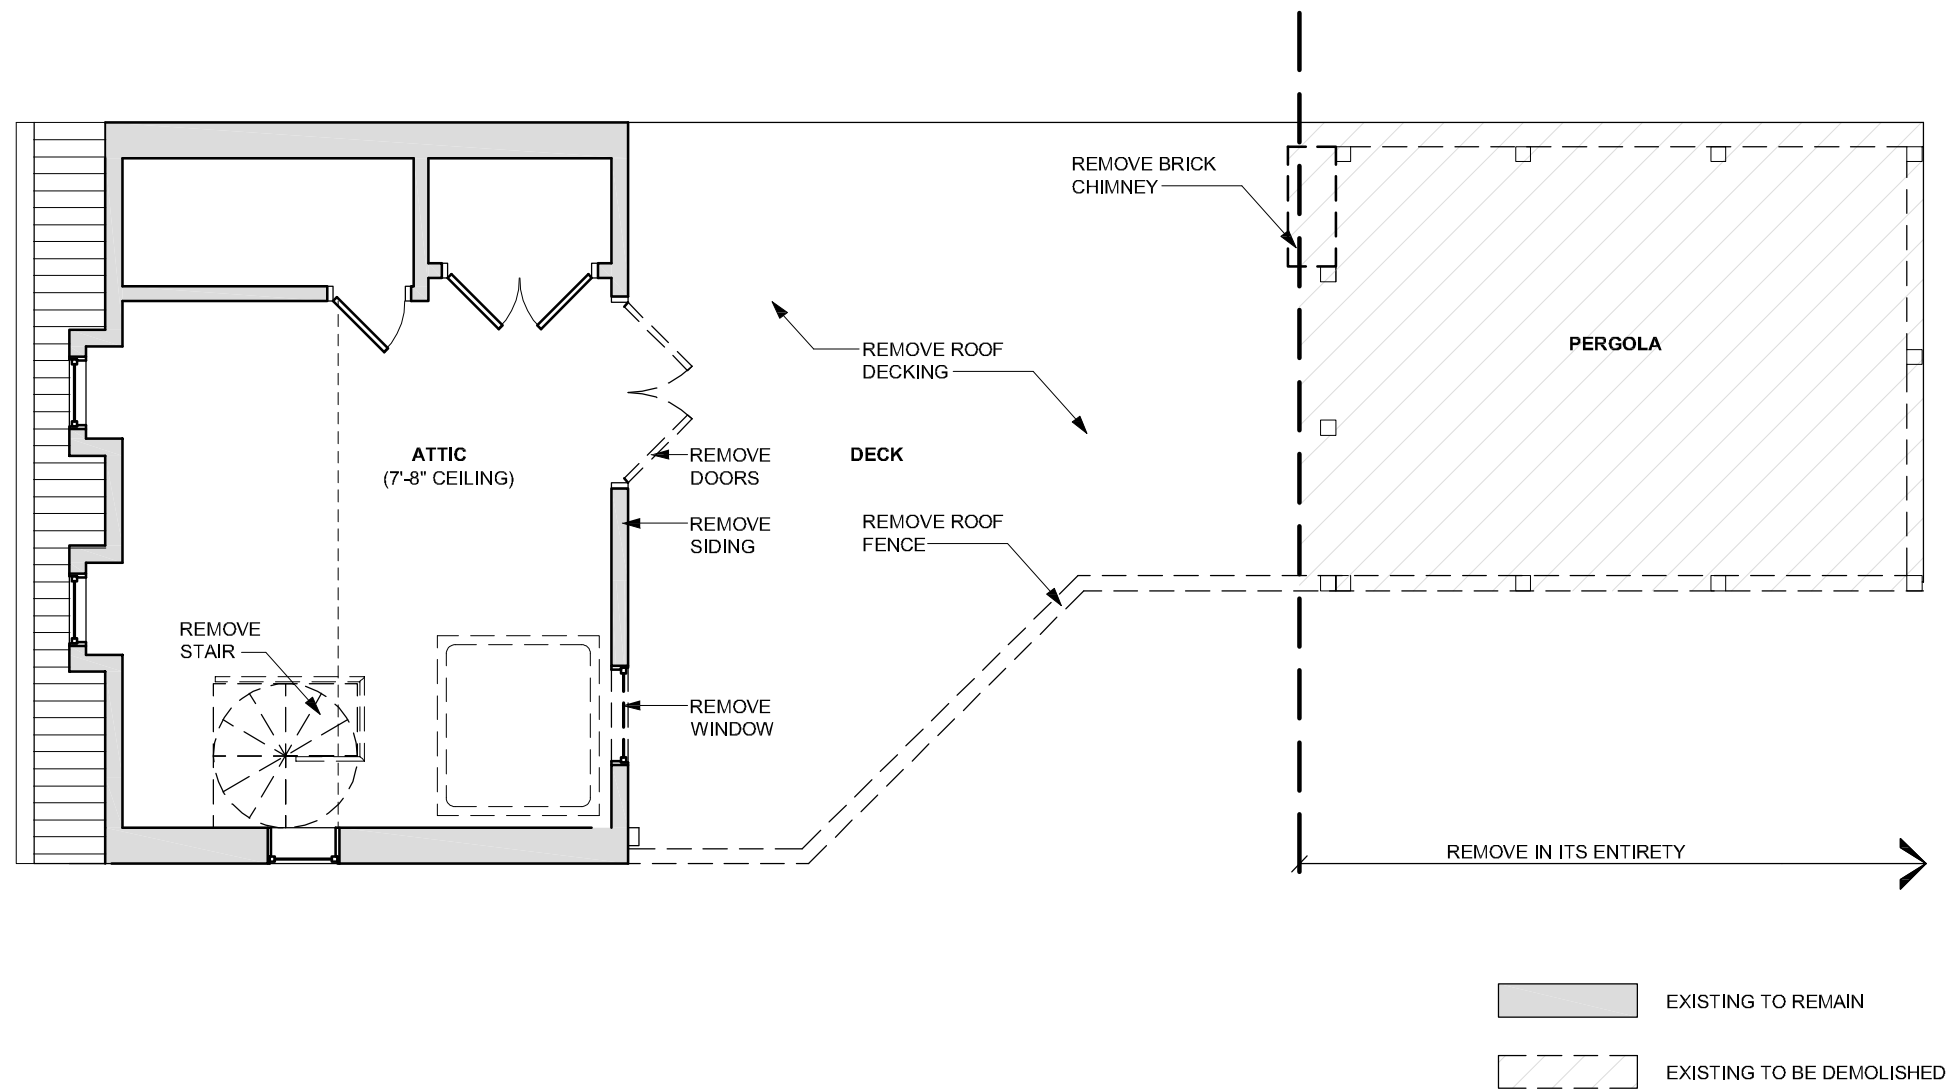 REMOVE BRICK
CHIMNEY
REMOVE ROOF
DECKING
PERGOLA
ATTIC
(7'-8" CEILING)
REMOVE
DOORS
DECK
REMOVE
SIDING
REMOVE ROOF
FENCE
REMOVE
STAIR
REMOVE
WINDOW
REMOVE IN ITS ENTIRETY
EXISTING TO REMAIN
EXISTING TO BE DEMOLISHED